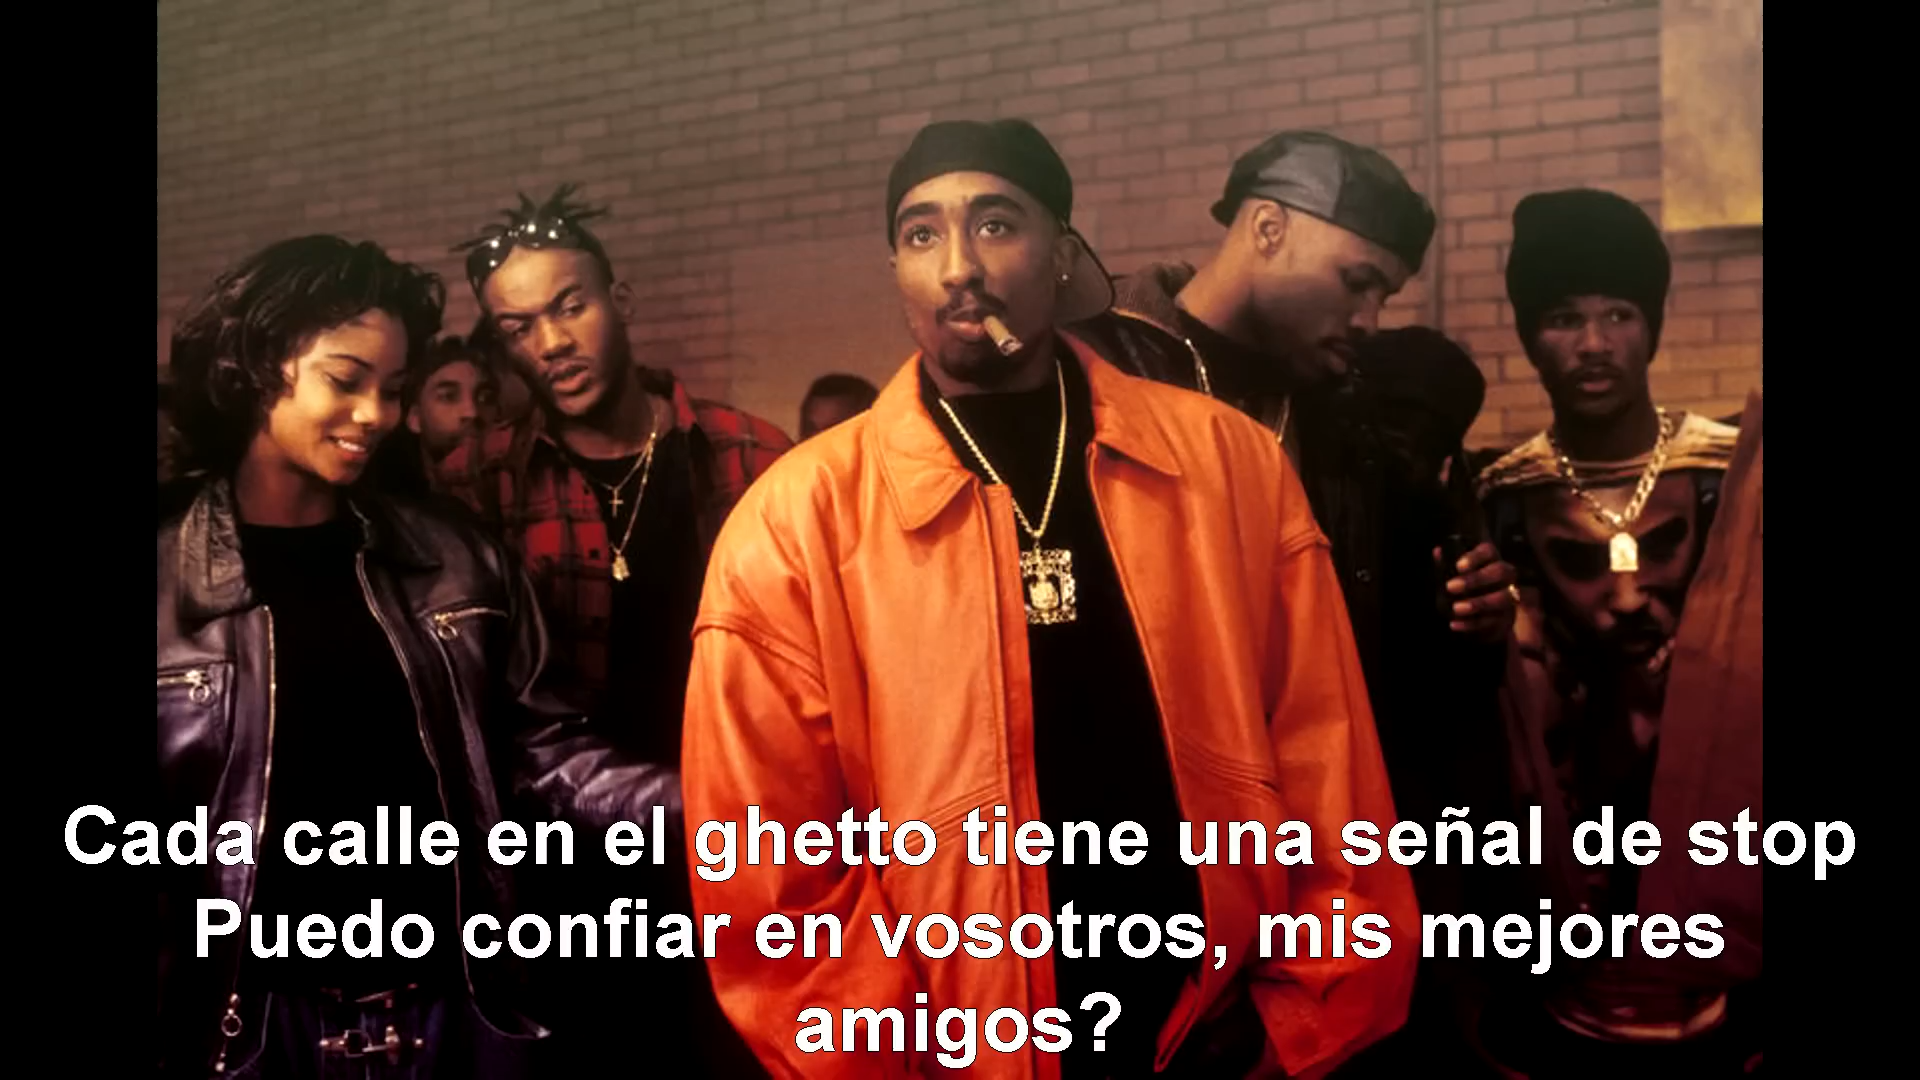 Cada calle en el ghetto tiene una señal de stop
Puedo confiar en vosotros, mis mejores
amigos?